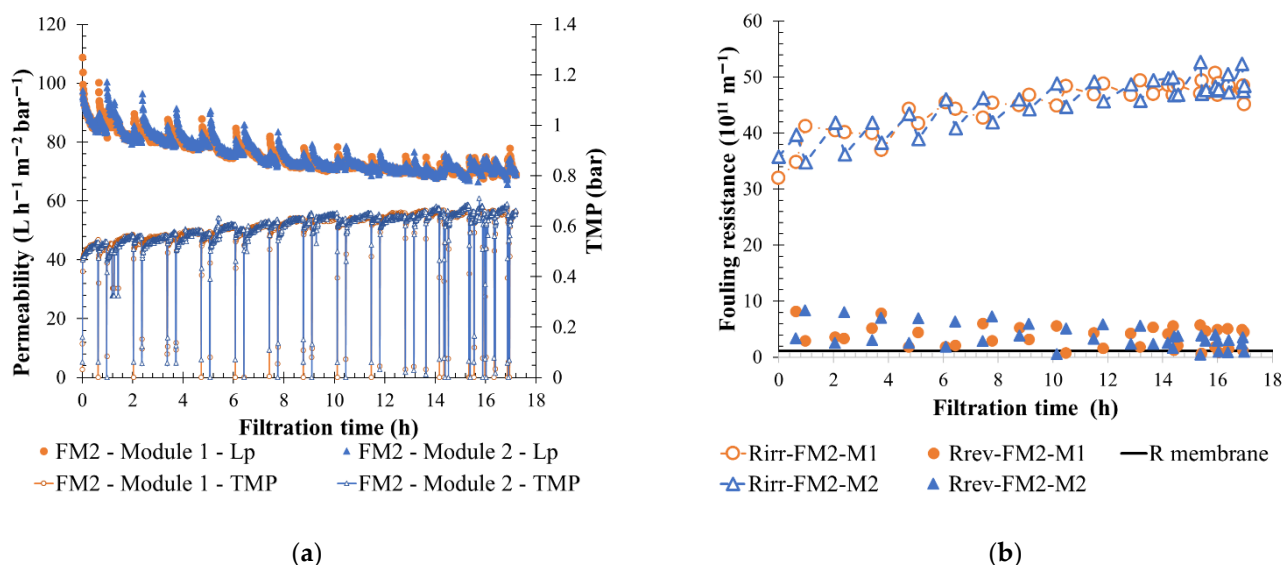 120
100
80
60
40
20
0
1.4
1.2
1
0.8
0.6
0.4
0.2
0
0 2 4 6 8 10 12 14 16 18
Permeability (L h⁻¹ m⁻² bar⁻¹)
TMP (bar)
Filtration time (h)
FM2 - Module 1 - Lp
FM2 - Module 2 - Lp
FM2 - Module 1 - TMP
FM2 - Module 2 - TMP
(a)
60
50
40
30
20
10
0
0 2 4 6 8 10 12 14 16 18
Fouling resistance (10¹¹ m⁻¹)
Filtration time (h)
Rirr-FM2-M1
Rrev-FM2-M1
R membrane
Rirr-FM2-M2
Rrev-FM2-M2
(b)